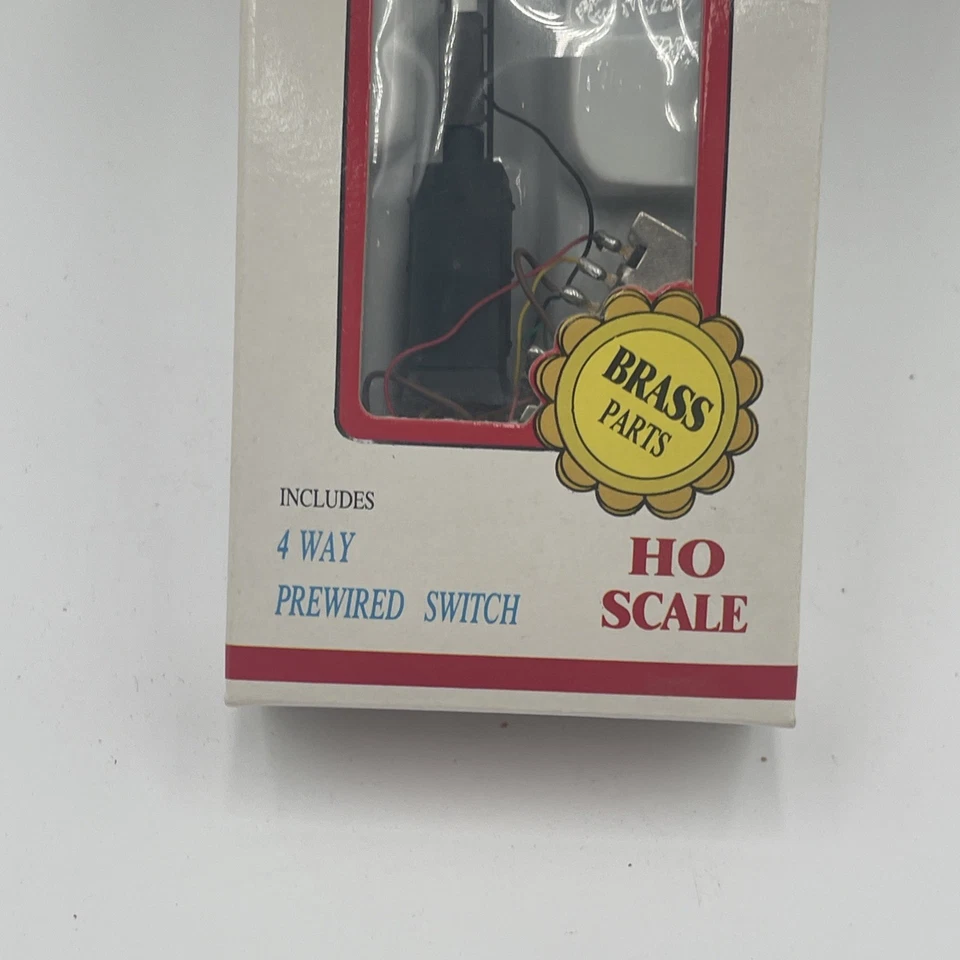 BRASS
PARTS
INCLUDES
4 WAY
PREWIRED SWITCH
HO
SCALE